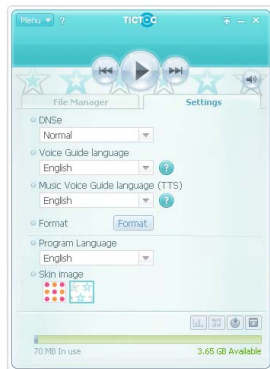 Menu ?
TICTOC
File Manager Settings
DNSe
Normal
Voice Guide language
English ?
Music Voice Guide language (TTS)
English ?
Format Format
Program Language
English
Skin image
70 MB In use 3.65 GB Available